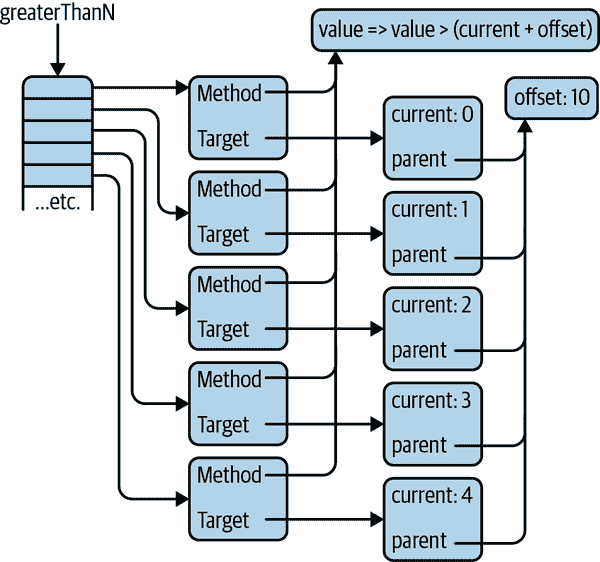 greaterThanN
value => value > (current + offset)
offset: 10
Method
Target
current: 0
parent
Method
Target
current: 1
parent
Method
Target
current: 2
parent
Method
Target
current: 3
parent
Method
Target
current: 4
parent
...etc.